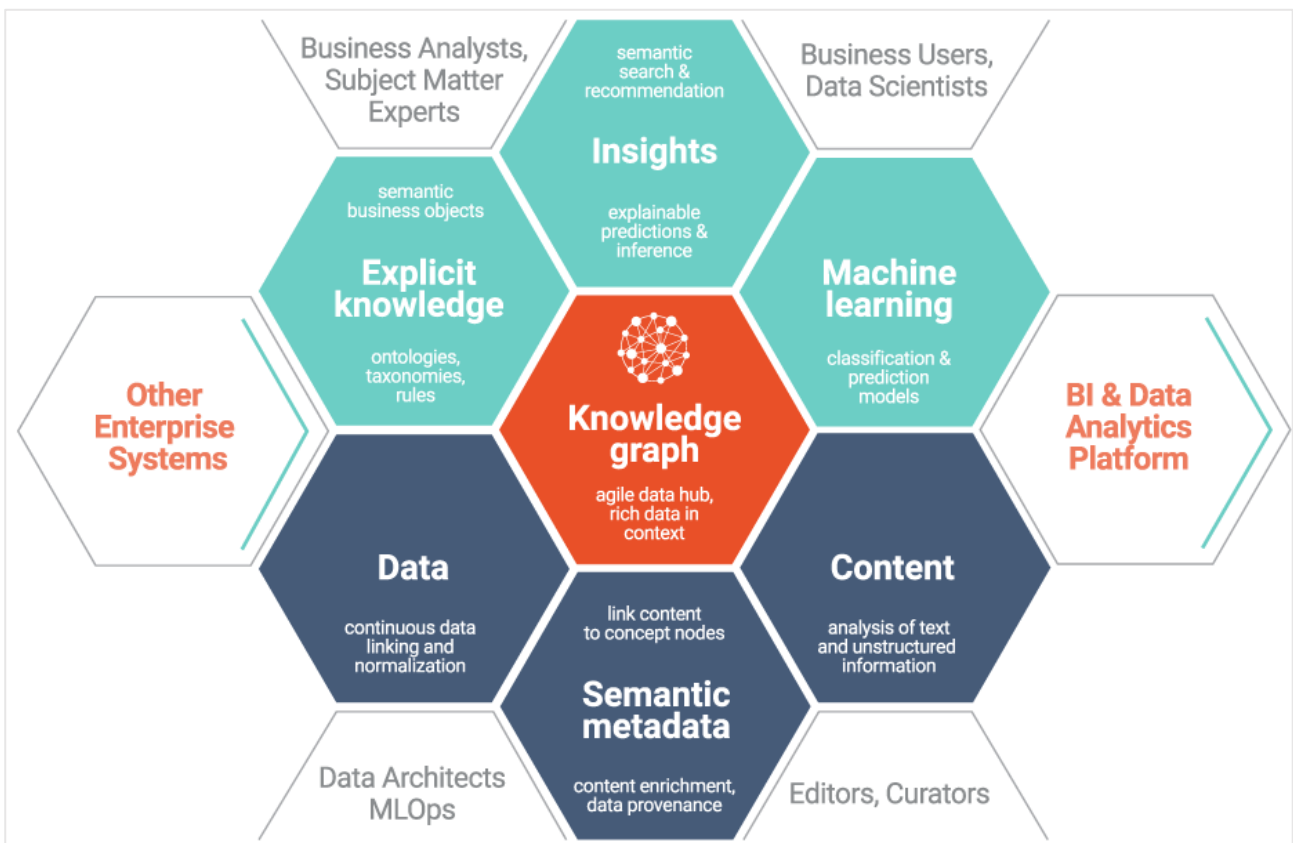 Business Analysts,
Subject Matter
Experts
semantic
search &
recommendation
Insights
explainable
predictions &
inference
Business Users,
Data Scientists
semantic
business objects
Explicit
knowledge
ontologies,
taxonomies,
rules
Machine
learning
classification &
prediction
models
Other
Enterprise
Systems
Knowledge
graph
agile data hub,
rich data in
context
BI & Data
Analytics
Platform
Data
continuous data
linking and
normalization
link content
to concept nodes
Semantic
metadata
content enrichment,
data provenance
Content
analysis of text
and unstructured
information
Data Architects
MLOps
Editors, Curators